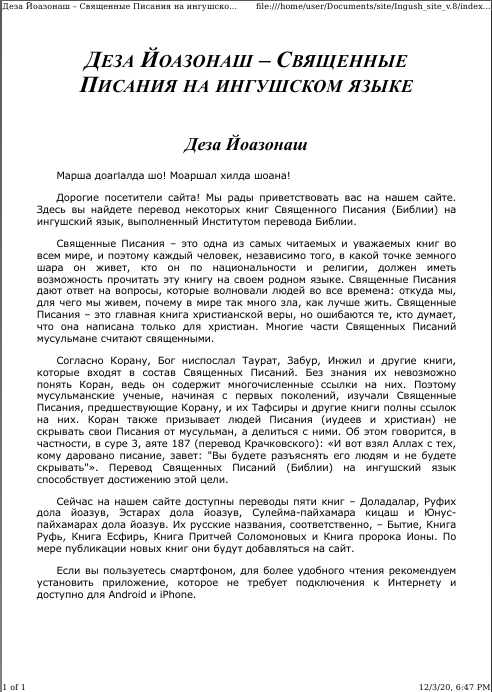 Деза Йоазонаш – Священные Писания на ингушско... file:///home/user/Documents/site/Ingush_site_v.8/index...
Деза Йоазонаш – Священные
Писания на ингушском языке
Деза Йоазонаш
Марша доагӀалда шо! Моаршал хилда шоана!
Дорогие посетители сайта! Мы рады приветствовать вас на нашем сайте.
Здесь вы найдете перевод некоторых книг Священного Писания (Библии) на
ингушский язык, выполненный Институтом перевода Библии.
Священные Писания – это одна из самых читаемых и уважаемых книг во
всем мире, и поэтому каждый человек, независимо того, в какой точке земного
шара он живет, кто он по национальности и религии, должен иметь
возможность прочитать эту книгу на своем родном языке. Священные Писания
дают ответ на вопросы, которые волновали людей во все времена: откуда мы,
для чего мы живем, почему в мире так много зла, как лучше жить. Священные
Писания – это главная книга христианской веры, но ошибаются те, кто думает,
что она написана только для христиан. Многие части Священных Писаний
мусульмане считают священными.
Согласно Корану, Бог ниспослал Таурат, Забур, Инжил и другие книги,
которые входят в состав Священных Писаний. Без знания их невозможно
понять Коран, ведь он содержит многочисленные ссылки на них. Поэтому
мусульманские ученые, начиная с первых поколений, изучали Священные
Писания, предшествующие Корану, и их Тафсиры и другие книги полны ссылок
на них. Коран также призывает людей Писания (иудеев и христиан) не
скрывать свои Писания от мусульман, а делиться с ними. Об этом говорится, в
частности, в суре 3, аяте 187 (перевод Крачковского): «И вот взял Аллах с тех,
кому даровано писание, завет: "Вы будете разъяснять его людям и не будете
скрывать"». Перевод Священных Писаний (Библии) на ингушский язык
способствует достижению этой цели.
Сейчас на нашем сайте доступны переводы пяти книг – Доладалар, Руфих
дола йоазув, Эстарах дола йоазув, Сулейма-пайхамара кицаш и Юнус-
пайхамарах дола йоазув. Их русские названия, соответственно, – Бытие, Книга
Руфь, Книга Есфирь, Книга Притчей Соломоновых и Книга пророка Ионы. По
мере публикации новых книг они будут добавляться на сайт.
Если вы пользуетесь смартфоном, для более удобного чтения рекомендуем
установить приложение, которое не требует подключения к Интернету и
доступно для Android и iPhone.
1 of 1 12/3/20, 6:47 PM